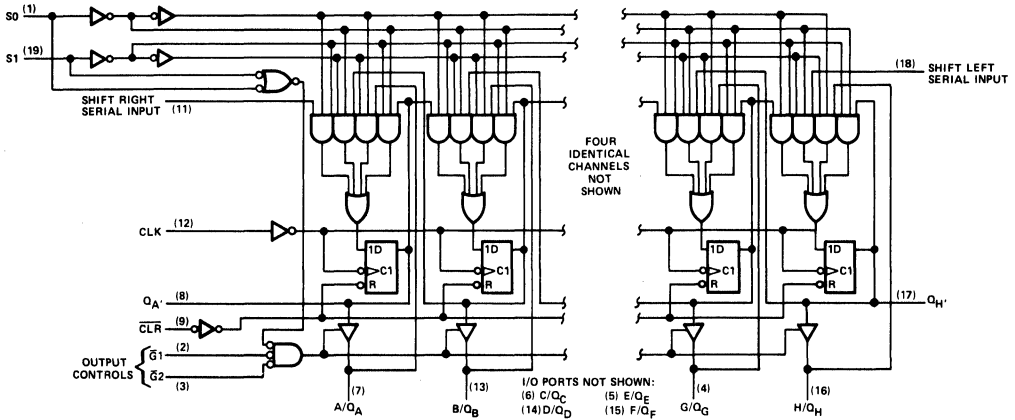 S0 (1)
S1 (19)
(18) SHIFT LEFT
SERIAL INPUT
SHIFT RIGHT
SERIAL INPUT (11)
FOUR
IDENTICAL
CHANNELS
NOT
SHOWN
CLK (12)
1D
C1
R
1D
C1
R
1D
C1
R
1D
C1
R
QA' (8)
(17) QH'
CLR (9)
OUTPUT
CONTROLS
G1 (2)
G2
(3)
(7)
A/QA
(13)
B/QB
I/O PORTS NOT SHOWN:
(6) C/QC (5) E/QE
(14) D/QD (15) F/QF
(4)
G/QG
(16)
H/QH